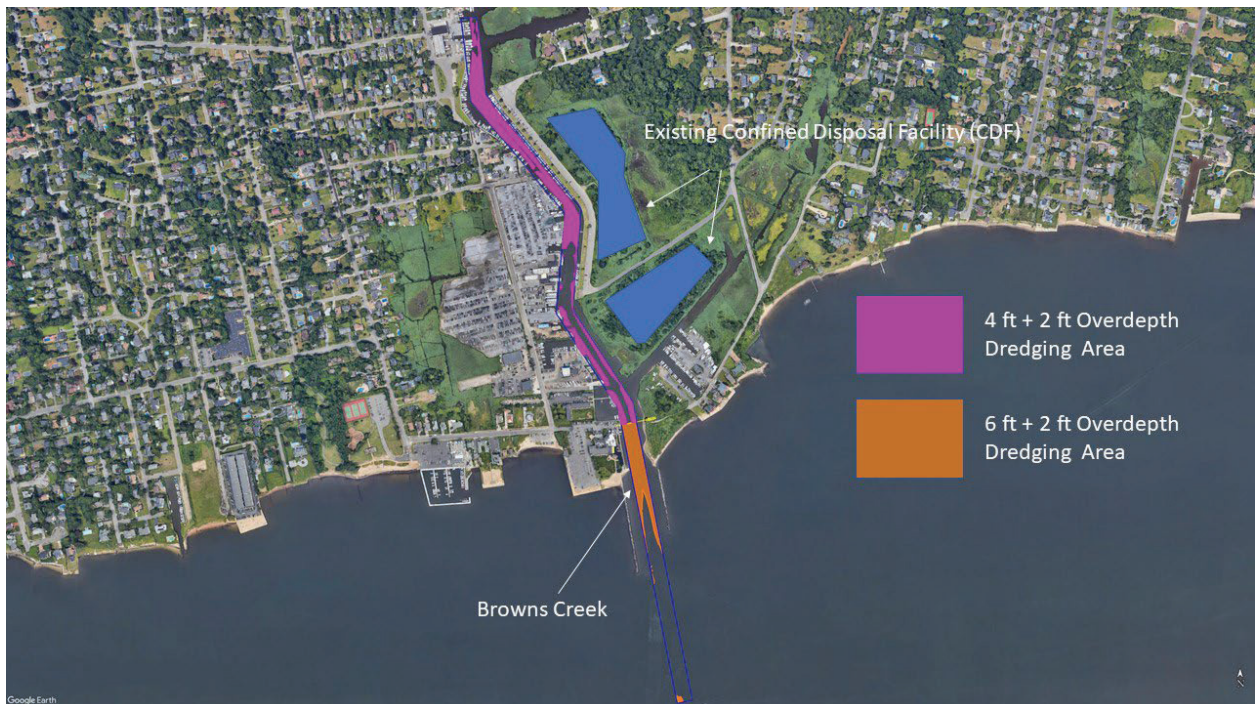 Existing Confined Disposal Facility (CDF)
4 ft + 2 ft Overdepth
Dredging Area
6 ft + 2 ft Overdepth
Dredging Area
Browns Creek
Google Earth
N